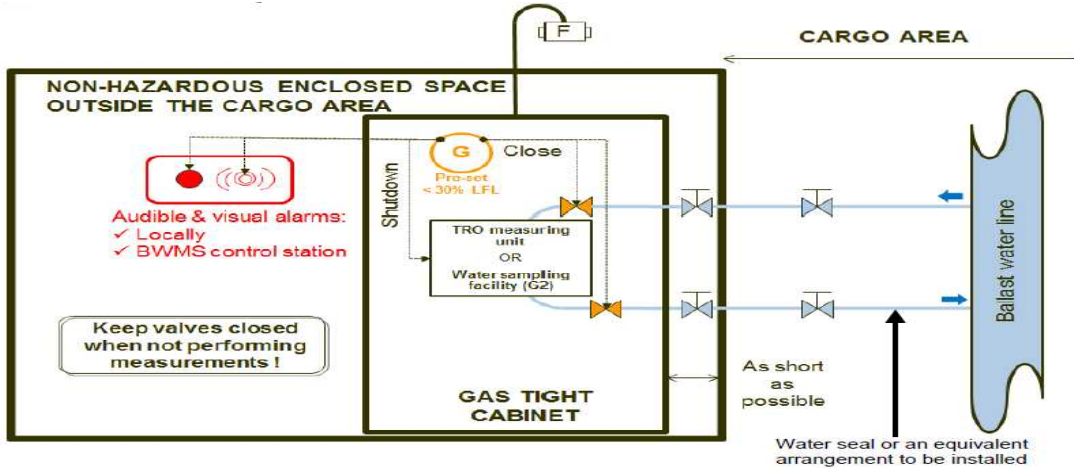 F
CARGO AREA
NON-HAZARDOUS ENCLOSED SPACE
OUTSIDE THE CARGO AREA
G
Close
Pre-set
< 30% LFL
Shutdown
Audible & visual alarms:
✓ Locally
✓ BWMS control station
TRO measuring
unit
OR
Water sampling
facility (G2)
Ballast water line
Keep valves closed
when not performing
measurements !
As short
as
possible
GAS TIGHT
CABINET
Water seal or an equivalent
arrangement to be installed